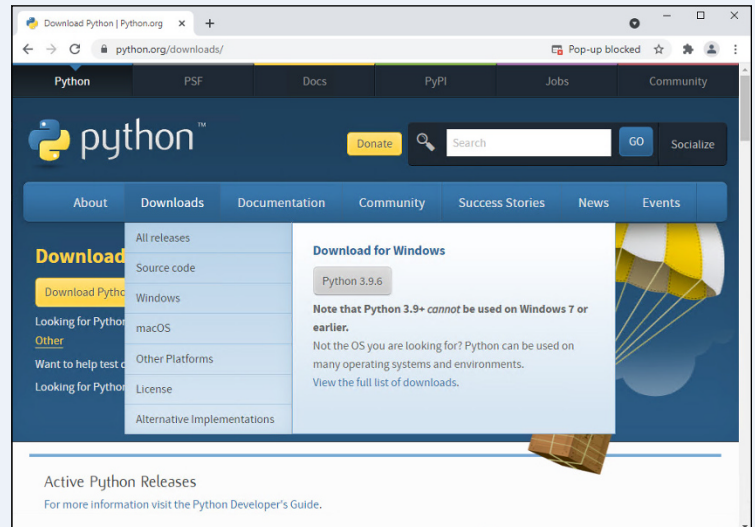 Download Python | Python.org
python.org/downloads/
Pop-up blocked
Python
PSF
Docs
PyPI
Jobs
Community
python™
Donate
Search
GO
Socialize
About
Downloads
Documentation
Community
Success Stories
News
Events
Download
Download Pytho
Looking for Python
Other
Want to help test
Looking for Python
All releases
Source code
Windows
macOS
Other Platforms
License
Alternative Implementations
Download for Windows
Python 3.9.6
Note that Python 3.9+ cannot be used on Windows 7 or
earlier.
Not the OS you are looking for? Python can be used on
many operating systems and environments.
View the full list of downloads.
Active Python Releases
For more information visit the Python Developer's Guide.